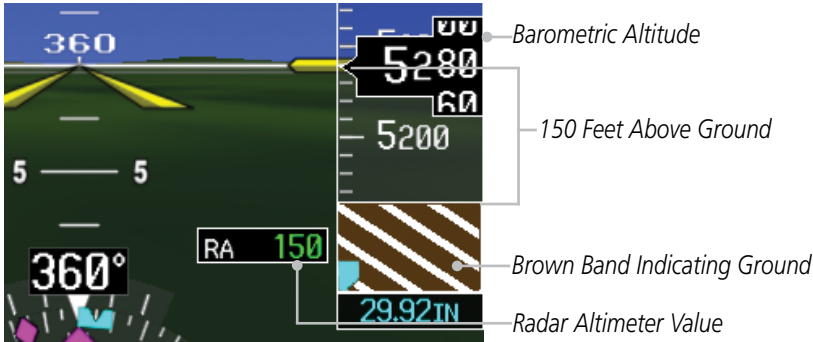 360
00
5280
60
5200
5 5
RA 150
360°
29.92IN
Barometric Altitude
150 Feet Above Ground
Brown Band Indicating Ground
Radar Altimeter Value